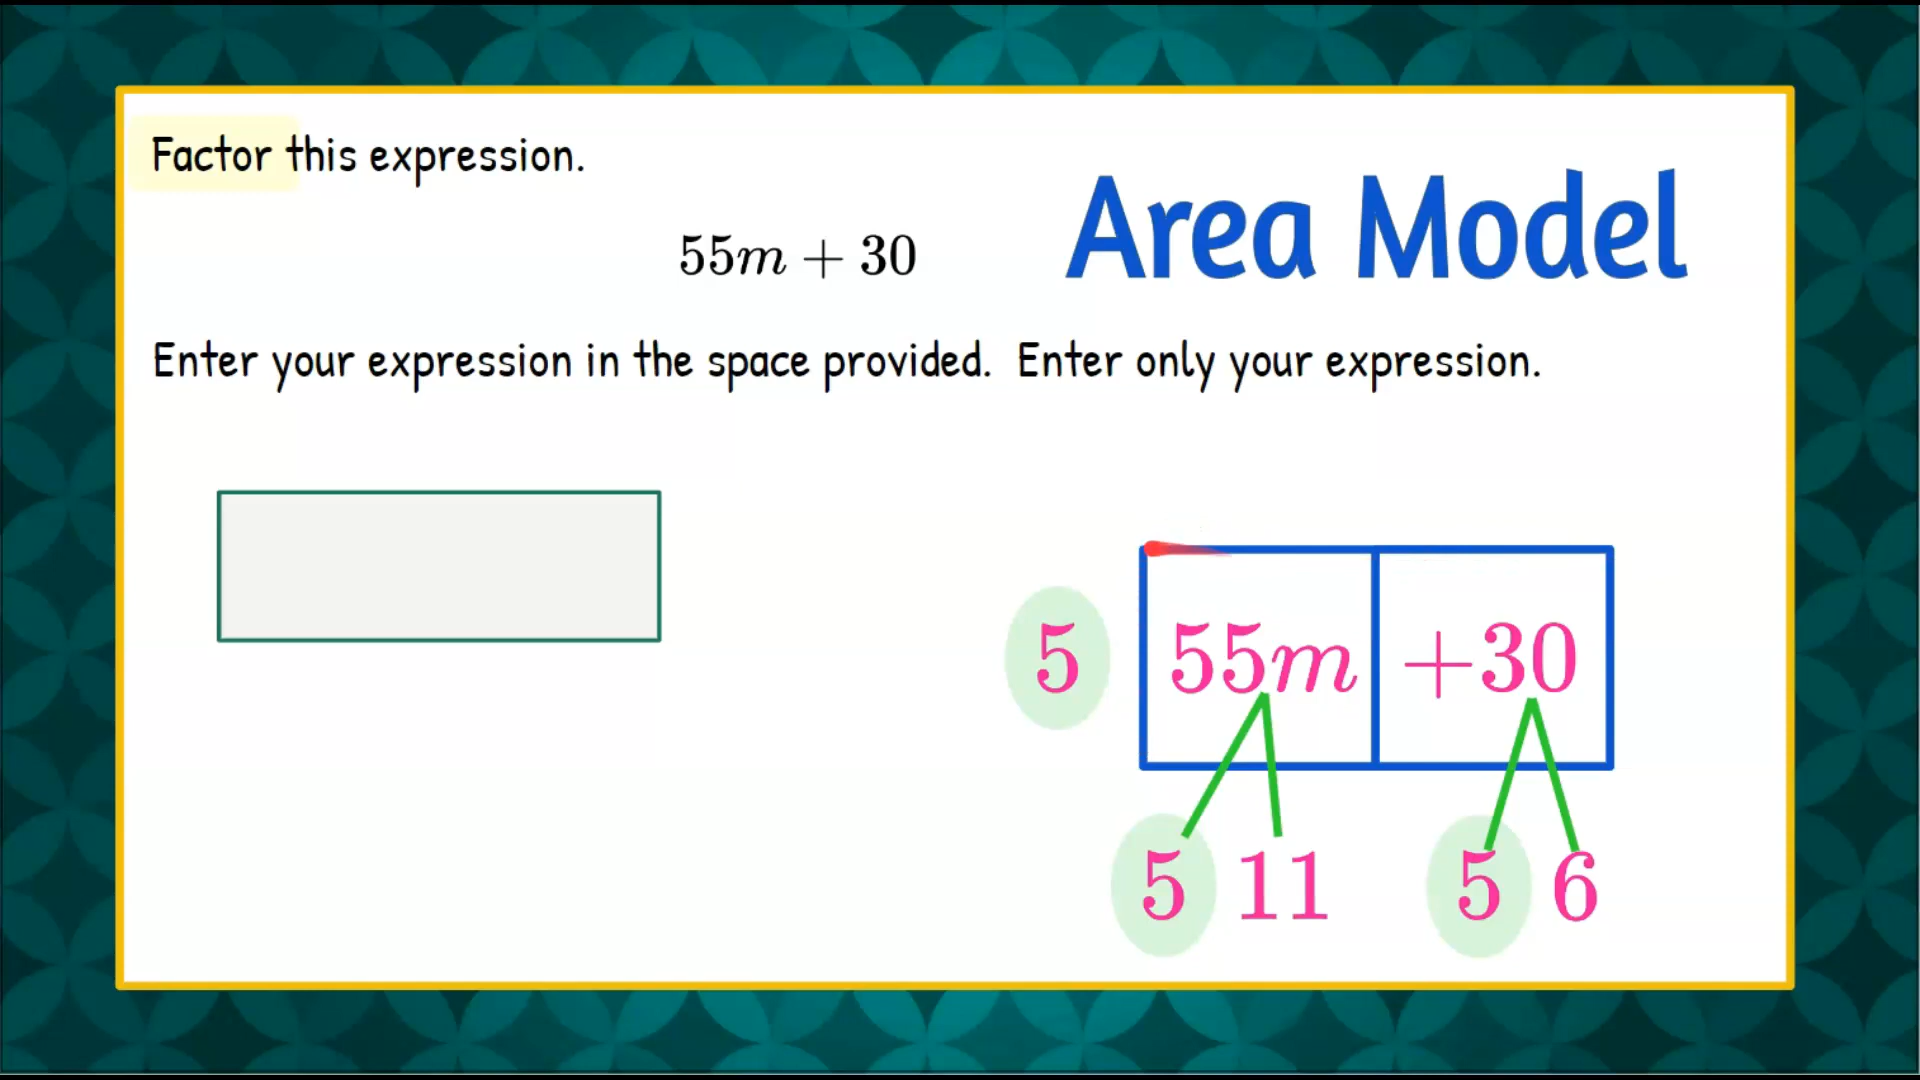 Factor this expression.
Area Model
55m + 30
Enter your expression in the space provided. Enter only your expression.
5 55m +30
5 11 5 6